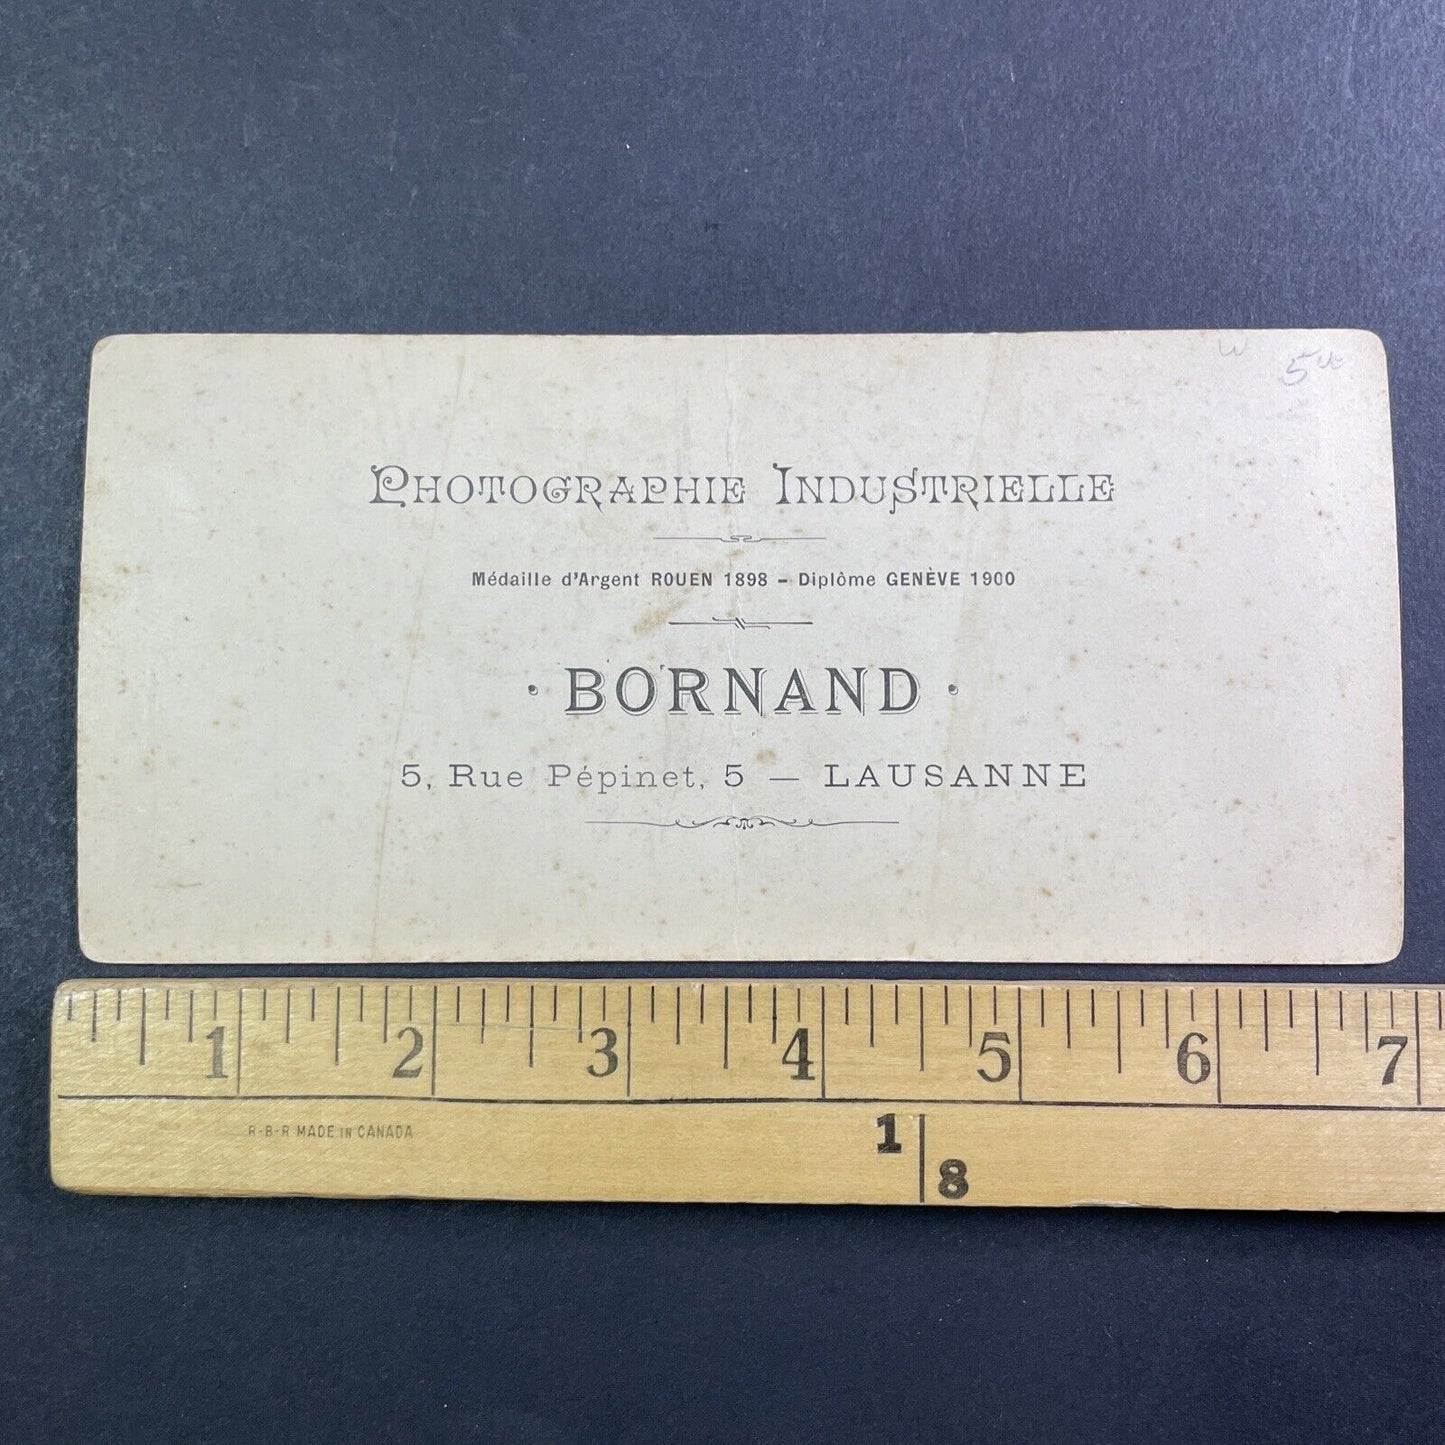 PHOTOGRAPHIE INDUSTRIELLE
Médaille d'Argent ROUEN 1898 – Diplôme GENÈVE 1900
· BORNAND ·
5, Rue Pépinet, 5 — LAUSANNE
1 2 3 4 5 6 7
R-B-R MADE IN CANADA
1 8